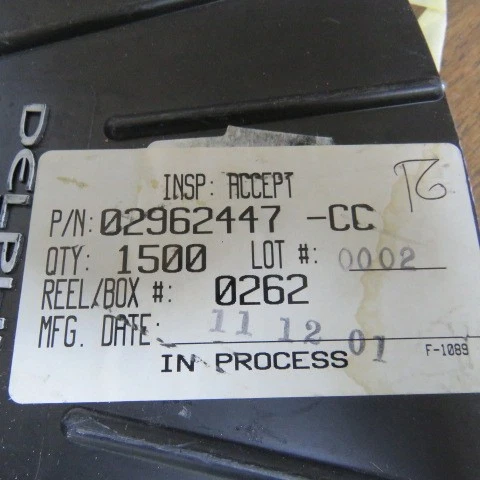 INSP: ACCEPT
P/N: 02962447 -CC
QTY: 1500 LOT #: 0002
REEL/BOX #: 0262
MFG. DATE: 11 12 01
IN PROCESS F-1089